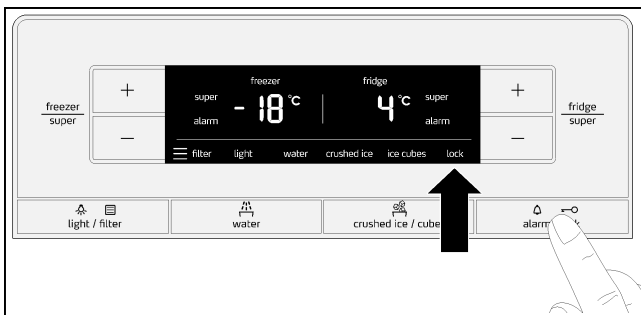 freezer
super
+
−
freezer
super
alarm
- 18 °C
fridge
4 °C
super
alarm
filter light water crushed ice ice cubes lock
+
−
fridge
super
light / filter
water
crushed ice / cube
alarm